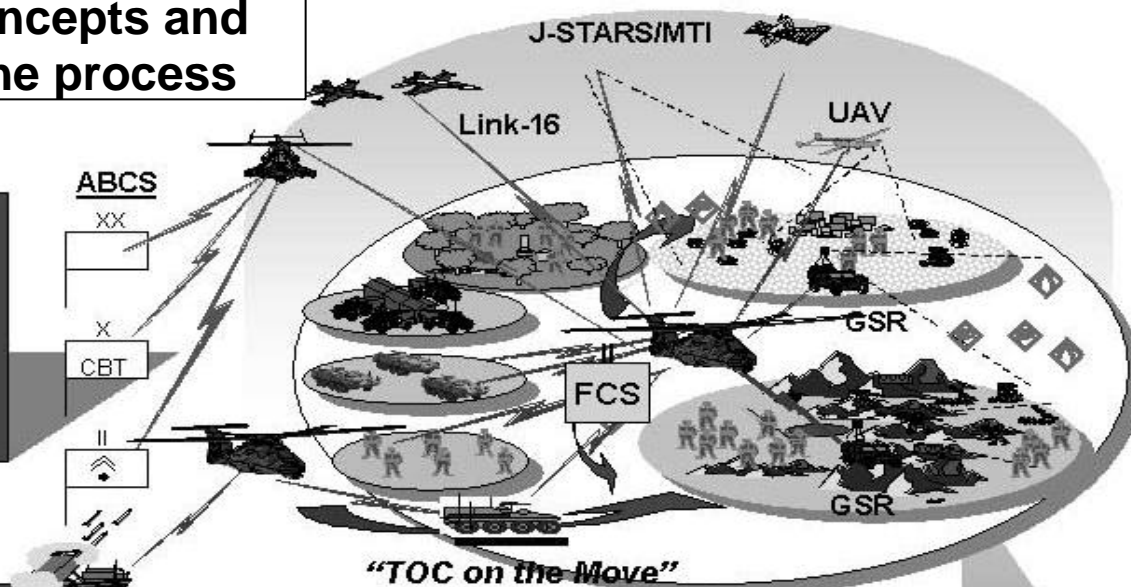 ncepts and
ne process
J-STARS/MTI
Link-16
UAV
ABCS
XX
X
CBT
II
GSR
II
FCS
GSR
"TOC on the Move"